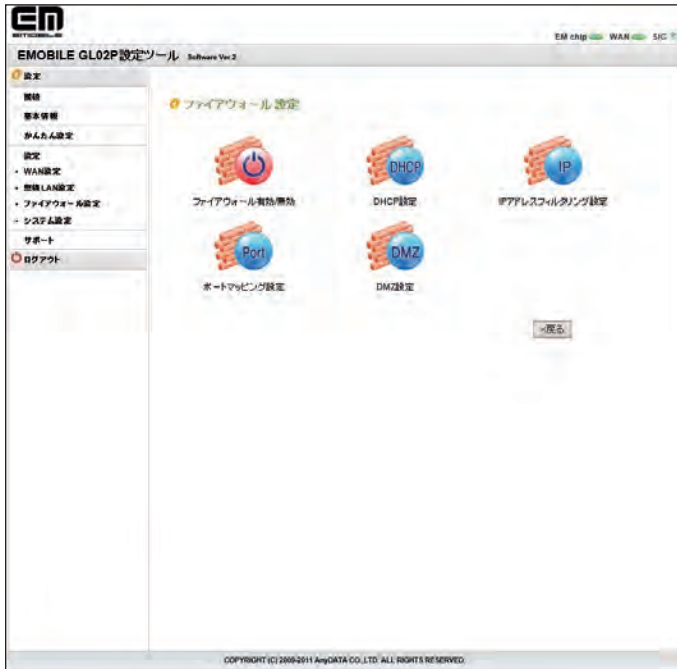 EM
EMOBILE
EM chip WAN SIG
EMOBILE GL02P設定ツール Software Ver.2
設定
接続
基本情報
かんたん設定
設定
WAN設定
無線LAN設定
ファイアウォール設定
システム設定
サポート
ログアウト
ファイアウォール 設定
ファイアウォール有効/無効
DHCP
DHCP設定
IP
IPアドレスフィルタリング設定
Port
ポートマッピング設定
DMZ
DMZ設定
<戻る
COPYRIGHT (C) 2009-2011 AnyDATA CO.,LTD. ALL RIGHTS RESERVED.